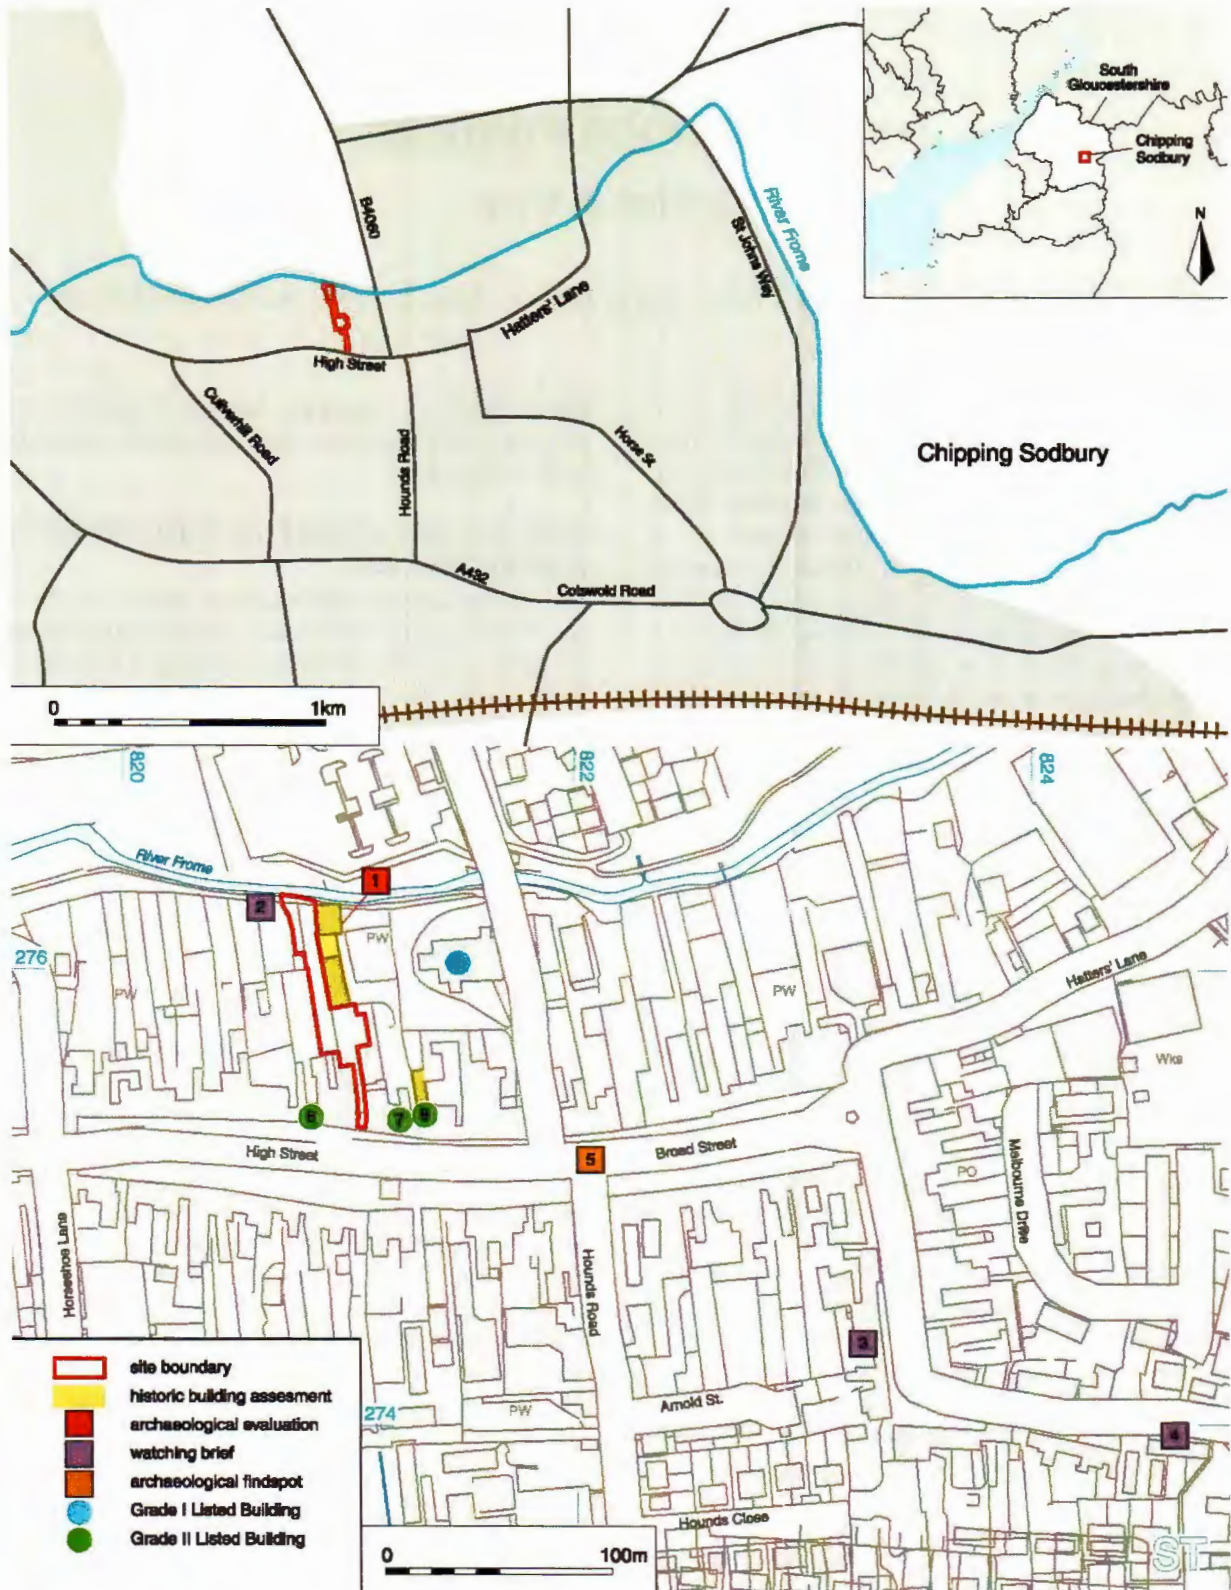 South
Gloucestershire
Chipping
Sodbury
N
B4060
River Frome
St Johns Way
Hatters' Lane
High Street
Culverhill Road
Hounds Road
Horse St
Chipping Sodbury
A432
Cotswold Road
0 1km
820
822
824
River Frome
1
2
PW
276
PW
PW
Hatters' Lane
Wks
6
7
8
High Street
5
Broad Street
PO
Melbourne Drive
Horseshoe Lane
Hounds Road
3
site boundary
historic building assesment
archaeological evaluation
watching brief
archaeological findspot
Grade I Listed Building
Grade II Listed Building
274
PW
Arnold St.
4
Hounds Close
0 100m
ST